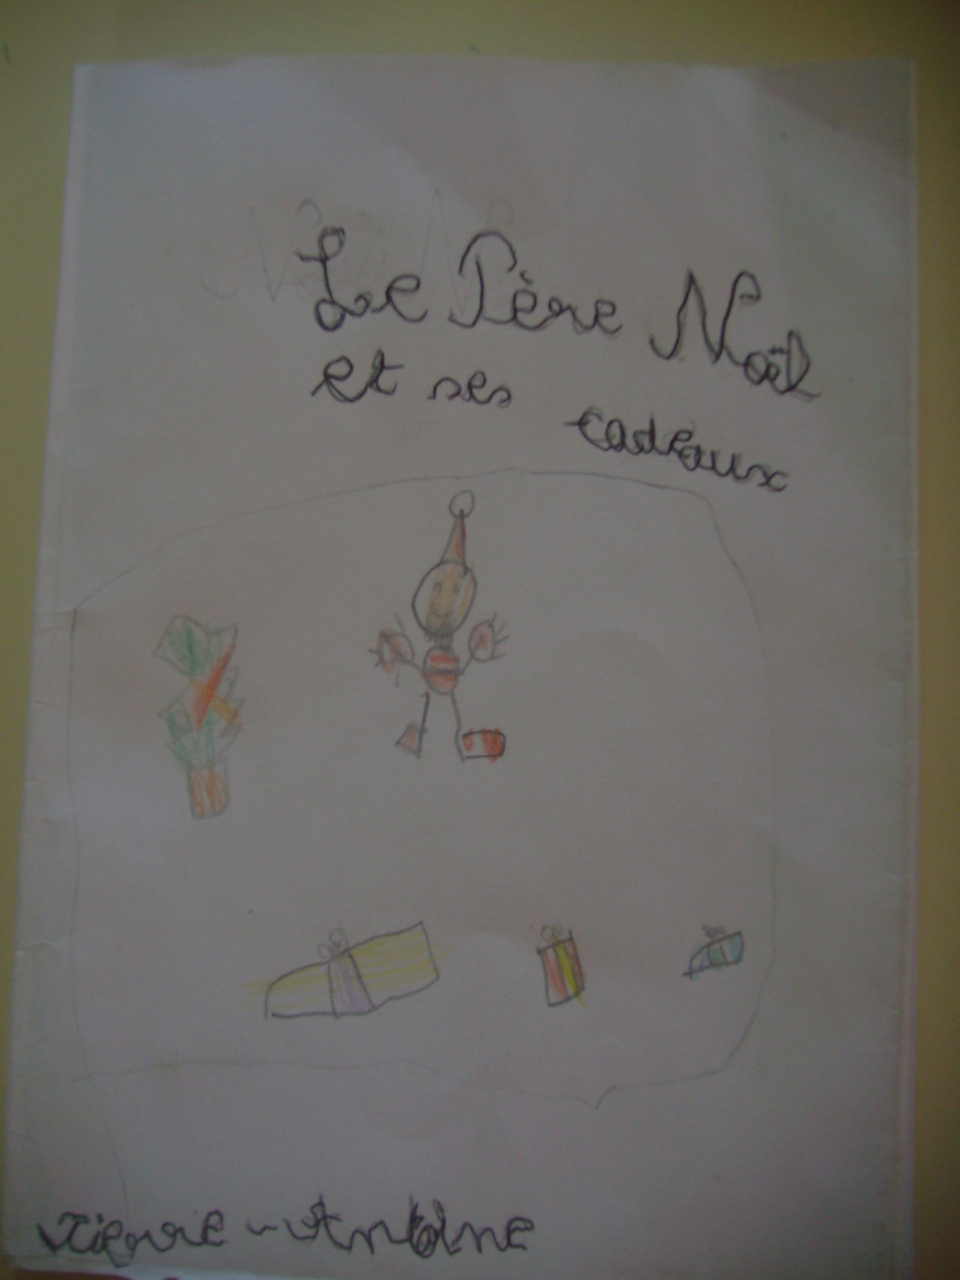 Le Père Noël
et ses cadeaux
Pierre-Antoine